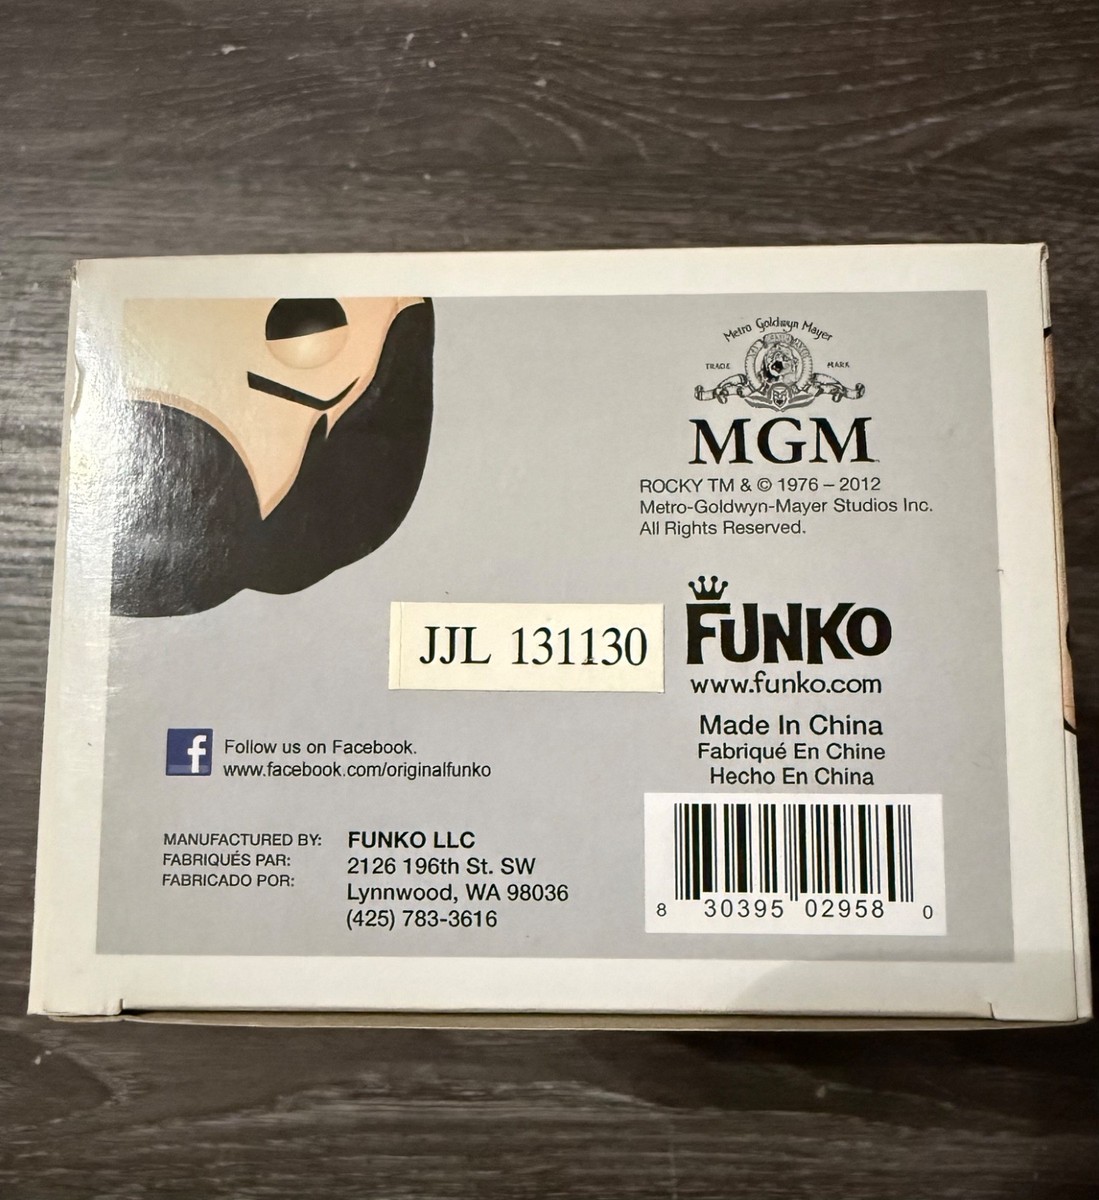 Metro Goldwyn Mayer
TRADE MARK
MGM
ROCKY TM & © 1976 – 2012
Metro-Goldwyn-Mayer Studios Inc.
All Rights Reserved.
FUNKO
www.funko.com
JJL 131130
Made In China
Fabriqué En Chine
Hecho En China
f
Follow us on Facebook.
www.facebook.com/originalfunko
MANUFACTURED BY:
FABRIQUÉS PAR:
FABRICADO POR:
FUNKO LLC
2126 196th St. SW
Lynnwood, WA 98036
(425) 783-3616
8 30395 02958 0